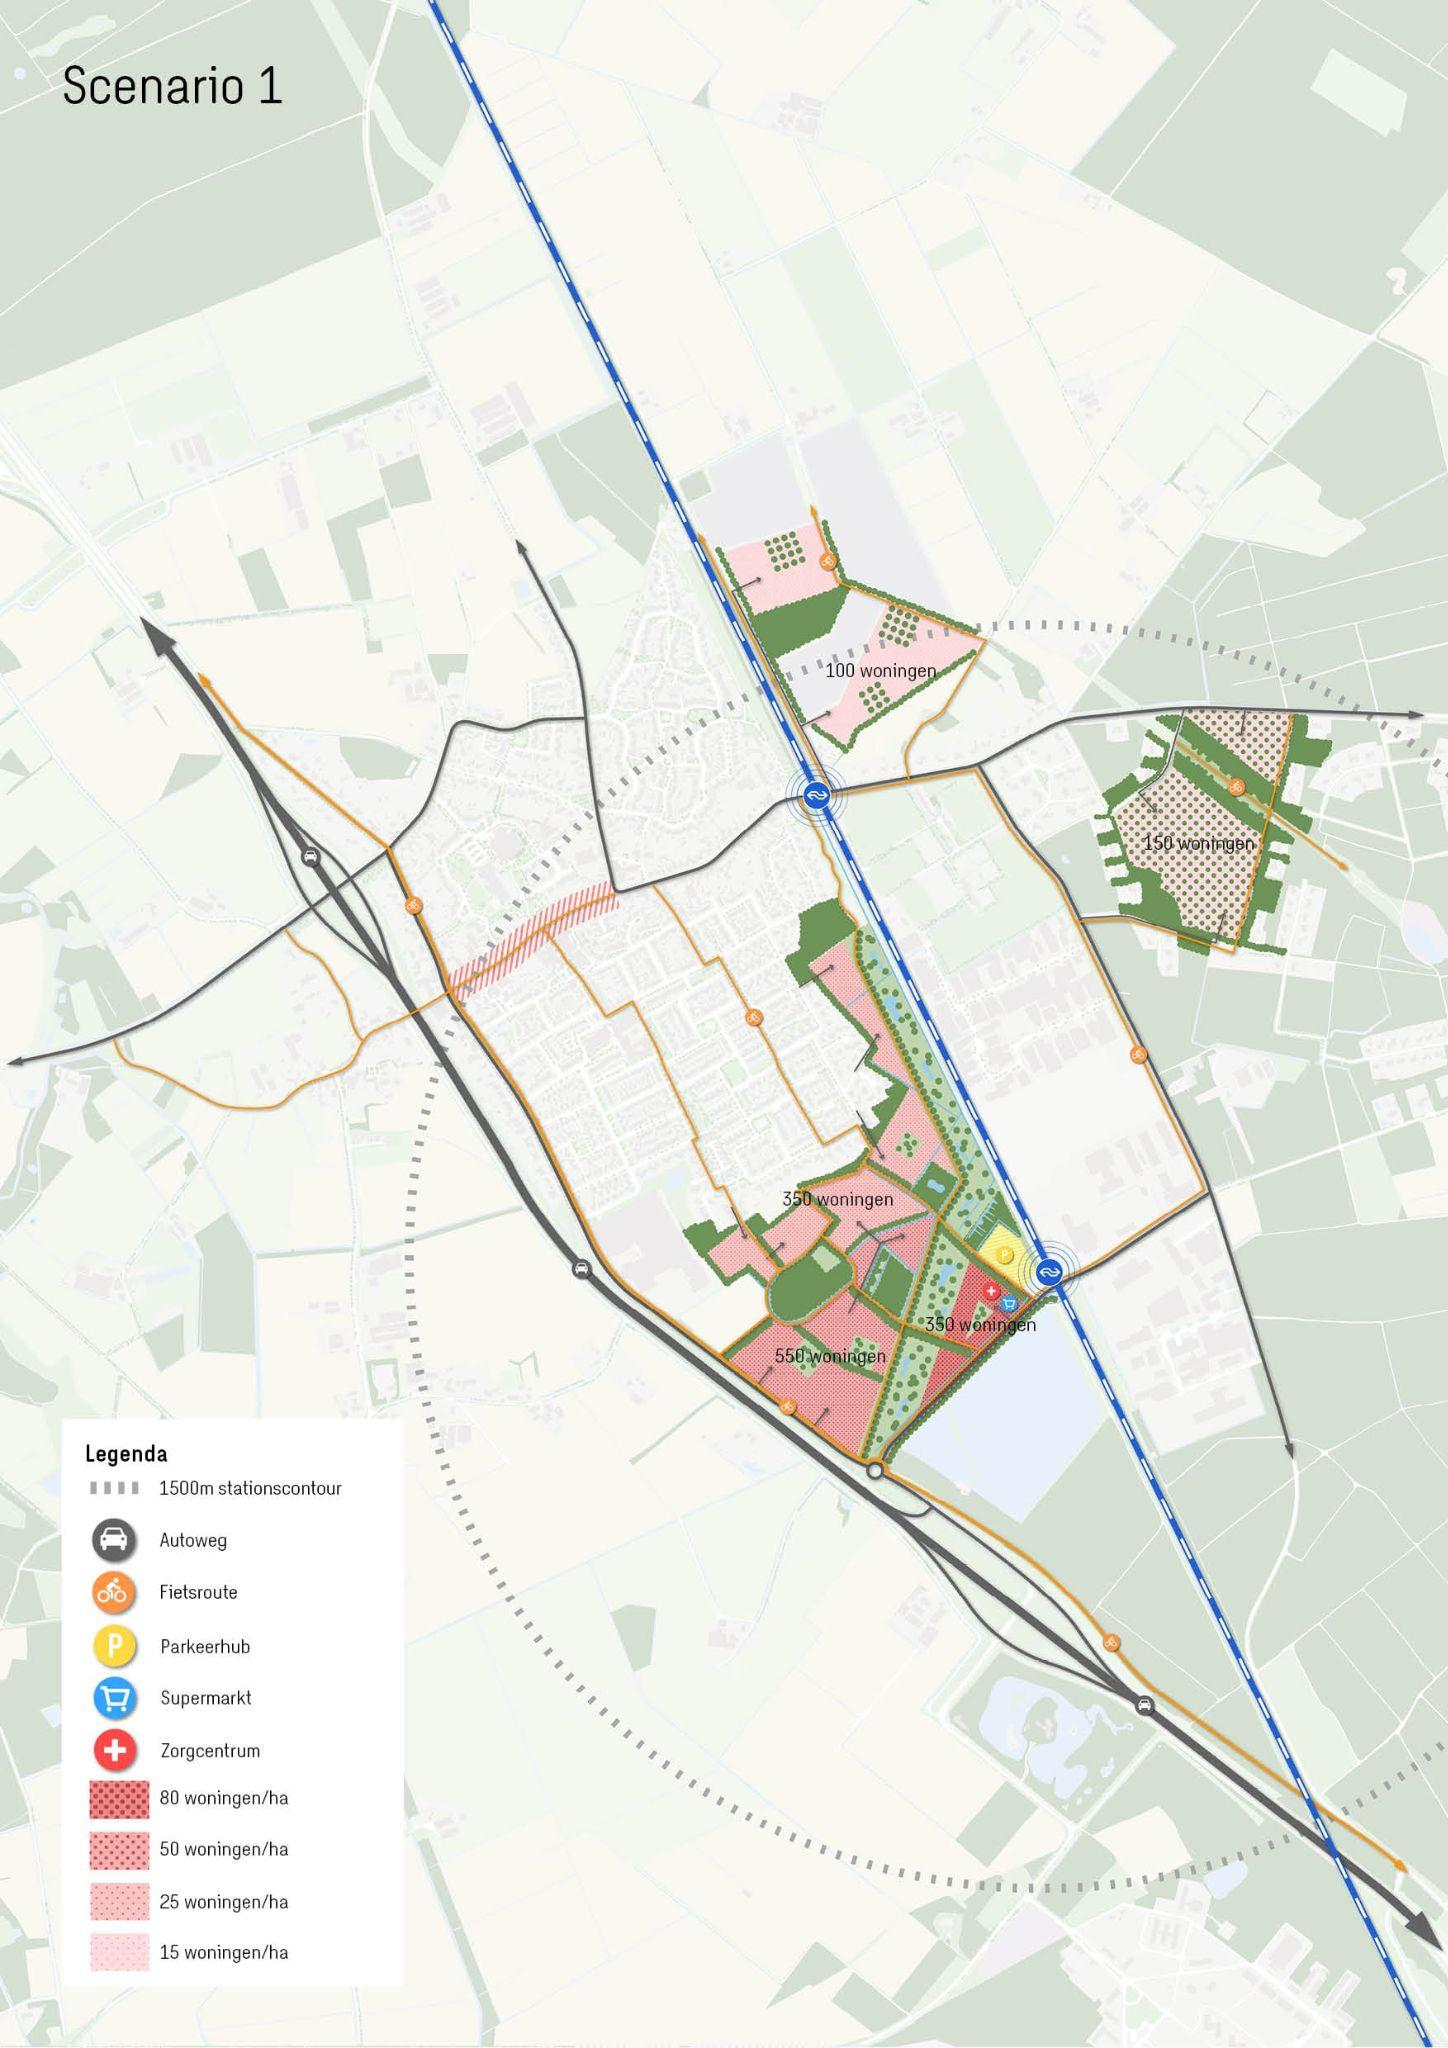 Scenario 1
100 woningen
150 woningen
350 woningen
P
350 woningen
550 woningen
Legenda
1500m stationscontour
Autoweg
Fietsroute
P
Parkeerhub
Supermarkt
Zorgcentrum
80 woningen/ha
50 woningen/ha
25 woningen/ha
15 woningen/ha